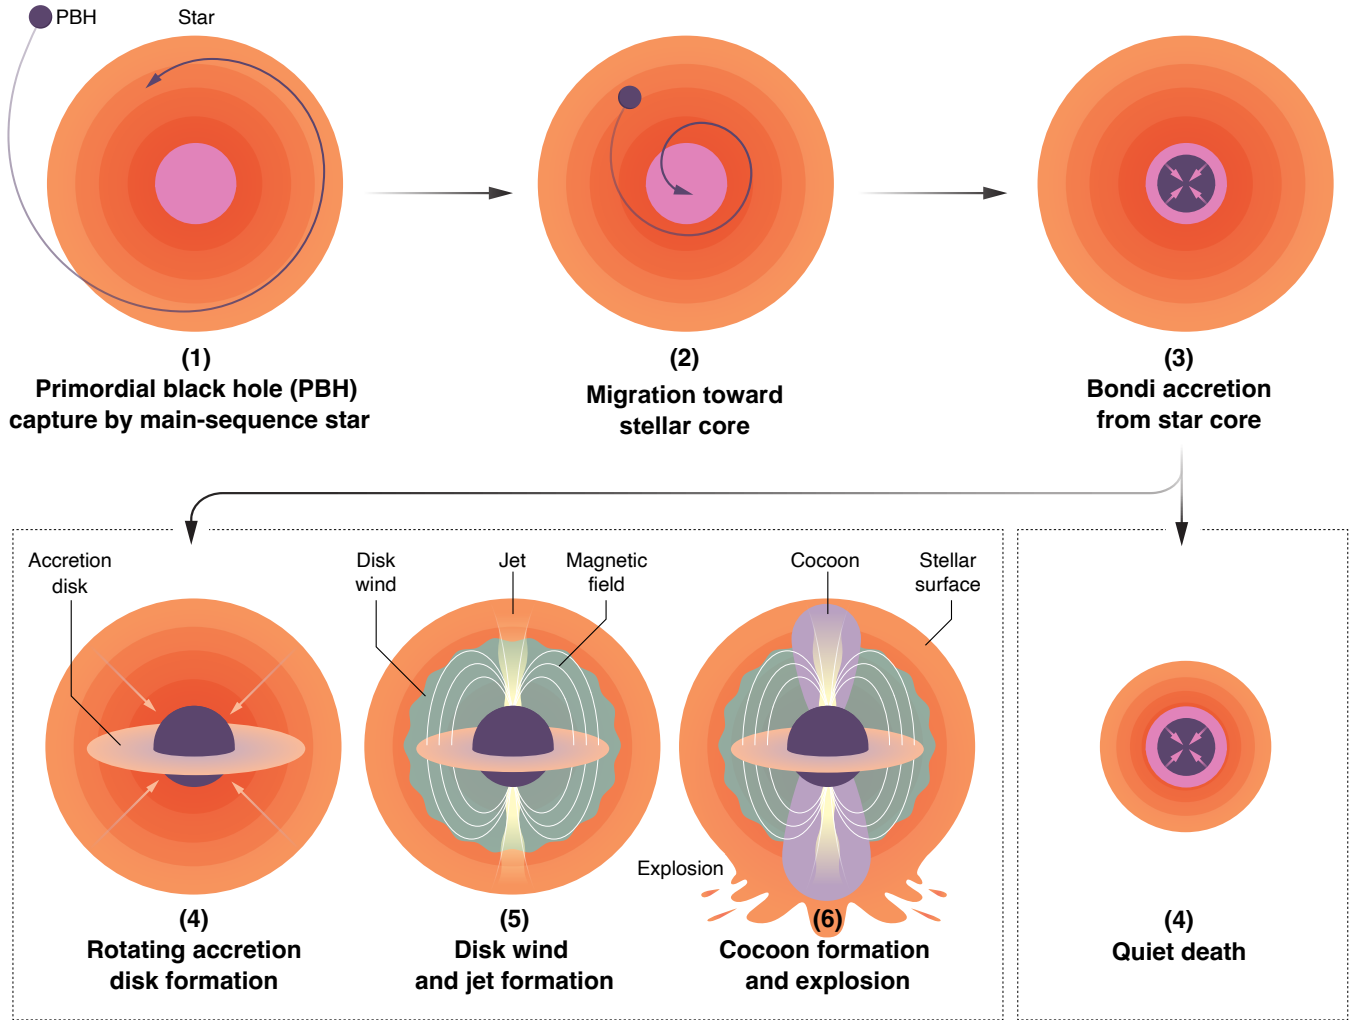 PBH
Star
(1)
Primordial black hole (PBH)
capture by main-sequence star
(2)
Migration toward
stellar core
(3)
Bondi accretion
from star core
Accretion
disk
Disk
wind
Jet
Magnetic
field
Cocoon
Stellar
surface
Explosion
(4)
Rotating accretion
disk formation
(5)
Disk wind
and jet formation
(6)
Cocoon formation
and explosion
(4)
Quiet death